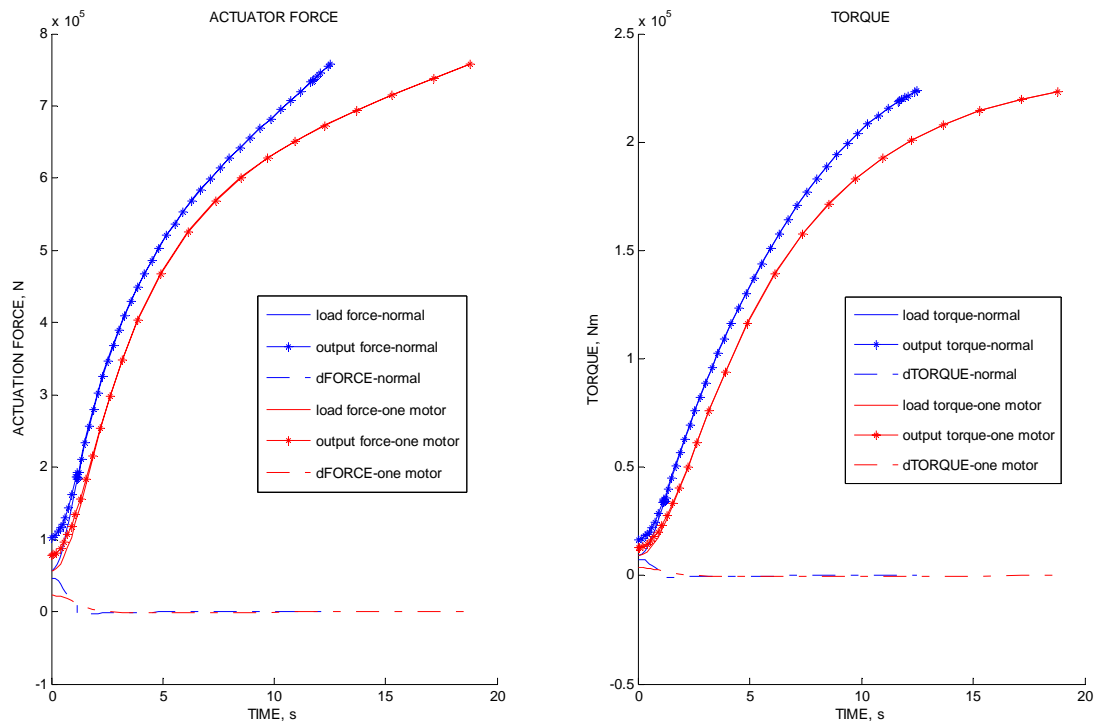 x 10^5
ACTUATOR FORCE
8
7
6
5
4
3
2
1
0
-1
ACTUATION FORCE, N
load force-normal
output force-normal
dFORCE-normal
load force-one motor
output force-one motor
dFORCE-one motor
0 5 10 15 20
TIME, s
x 10^5
TORQUE
2.5
2
1.5
1
0.5
0
-0.5
TORQUE, Nm
load torque-normal
output torque-normal
dTORQUE-normal
load torque-one motor
output torque-one motor
dTORQUE-one motor
0 5 10 15 20
TIME, s